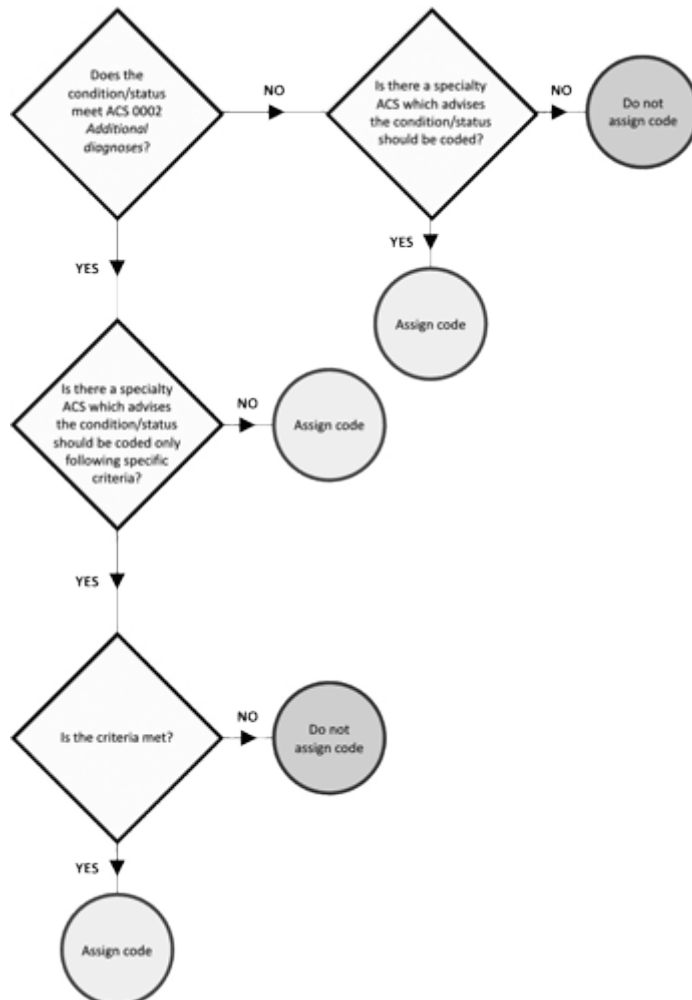 Does the
condition/status
meet ACS 0002
Additional
diagnoses?
NO
Is there a specialty
ACS which advises
the condition/status
should be coded?
NO
Do not
assign code
YES
YES
Assign code
Is there a specialty
ACS which advises
the condition/status
should be coded only
following specific
criteria?
NO
Assign code
YES
Is the criteria met?
NO
Do not
assign code
YES
Assign code